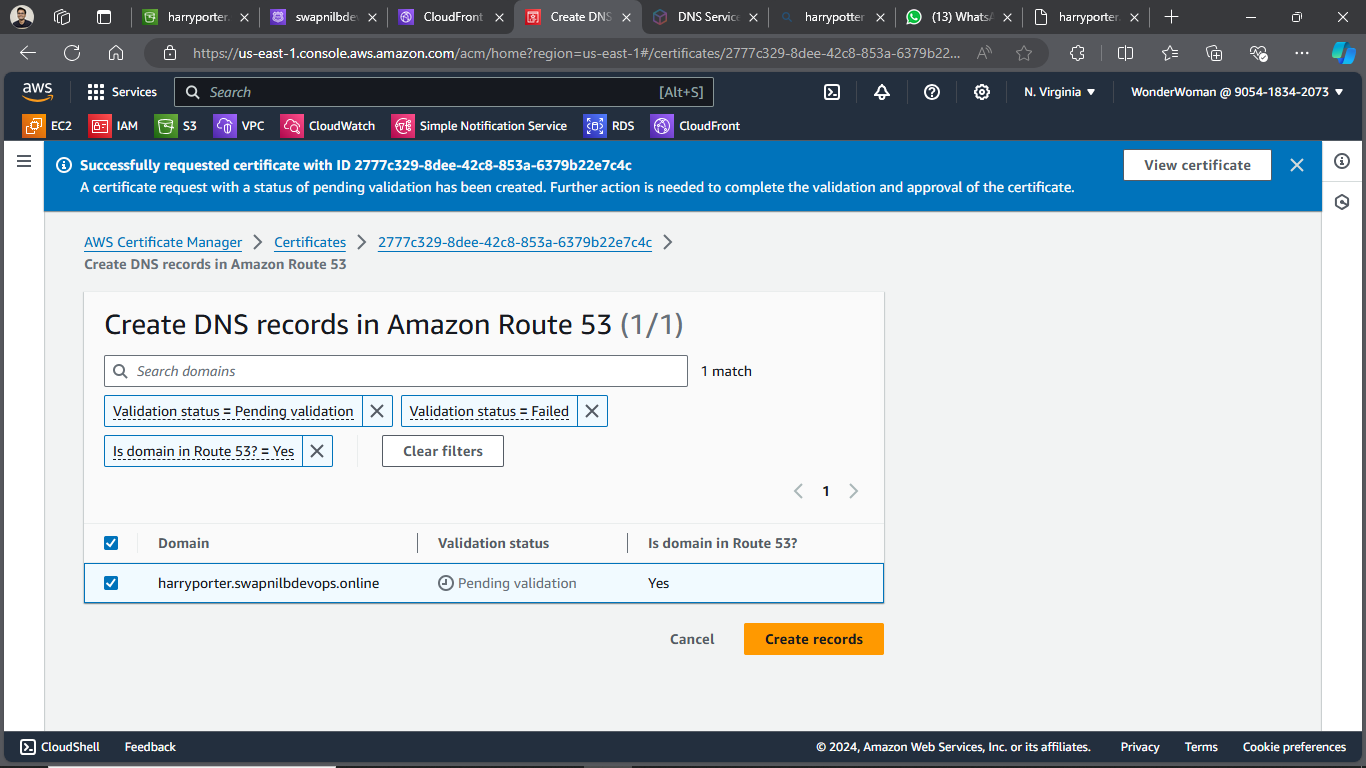 harryporter.
swapnilbdev
CloudFront
Create DNS
DNS Service
harrypotter
(13) WhatsA
harryporter.
https://us-east-1.console.aws.amazon.com/acm/home?region=us-east-1#/certificates/2777c329-8dee-42c8-853a-6379b22...
aws
Services
Search
[Alt+S]
N. Virginia
WonderWoman @ 9054-1834-2073
EC2
IAM
S3
VPC
CloudWatch
Simple Notification Service
RDS
CloudFront
Successfully requested certificate with ID 2777c329-8dee-42c8-853a-6379b22e7c4c
A certificate request with a status of pending validation has been created. Further action is needed to complete the validation and approval of the certificate.
View certificate
AWS Certificate Manager
Certificates
2777c329-8dee-42c8-853a-6379b22e7c4c
Create DNS records in Amazon Route 53
Create DNS records in Amazon Route 53 (1/1)
Search domains
1 match
Validation status = Pending validation
Validation status = Failed
Is domain in Route 53? = Yes
Clear filters
1
Domain
Validation status
Is domain in Route 53?
harryporter.swapnilbdevops.online
Pending validation
Yes
Cancel
Create records
CloudShell
Feedback
© 2024, Amazon Web Services, Inc. or its affiliates.
Privacy
Terms
Cookie preferences